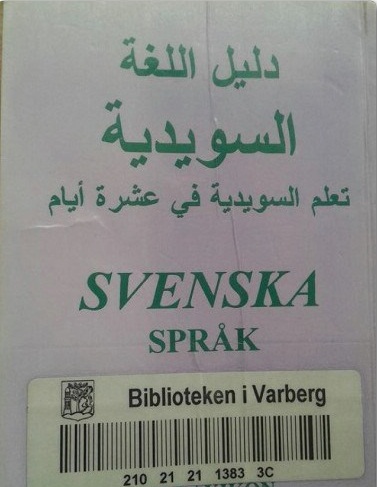 دليل اللغة
السويدية
تعلم السويدية في عشرة أيام
SVENSKA
SPRÅK
Biblioteken i Varberg
210 21 21 1383 3C